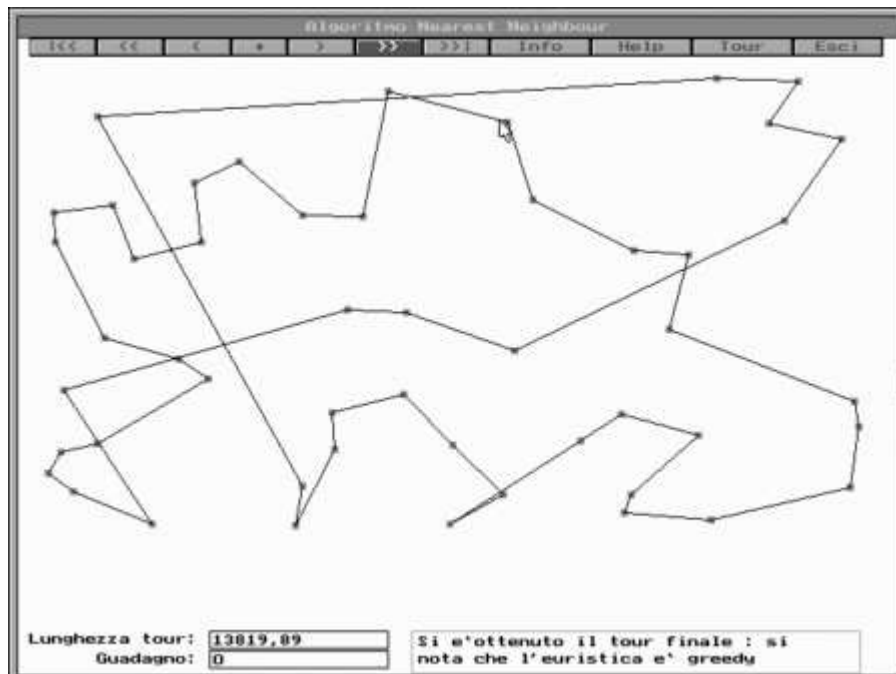 Algoritmo Nearest Neighbour
|<< << < * > >> >>| Info Help Tour Esci
Lunghezza tour: 13819,89
Guadagno: 0
Si e'ottenuto il tour finale : si
nota che l'euristica e' greedy